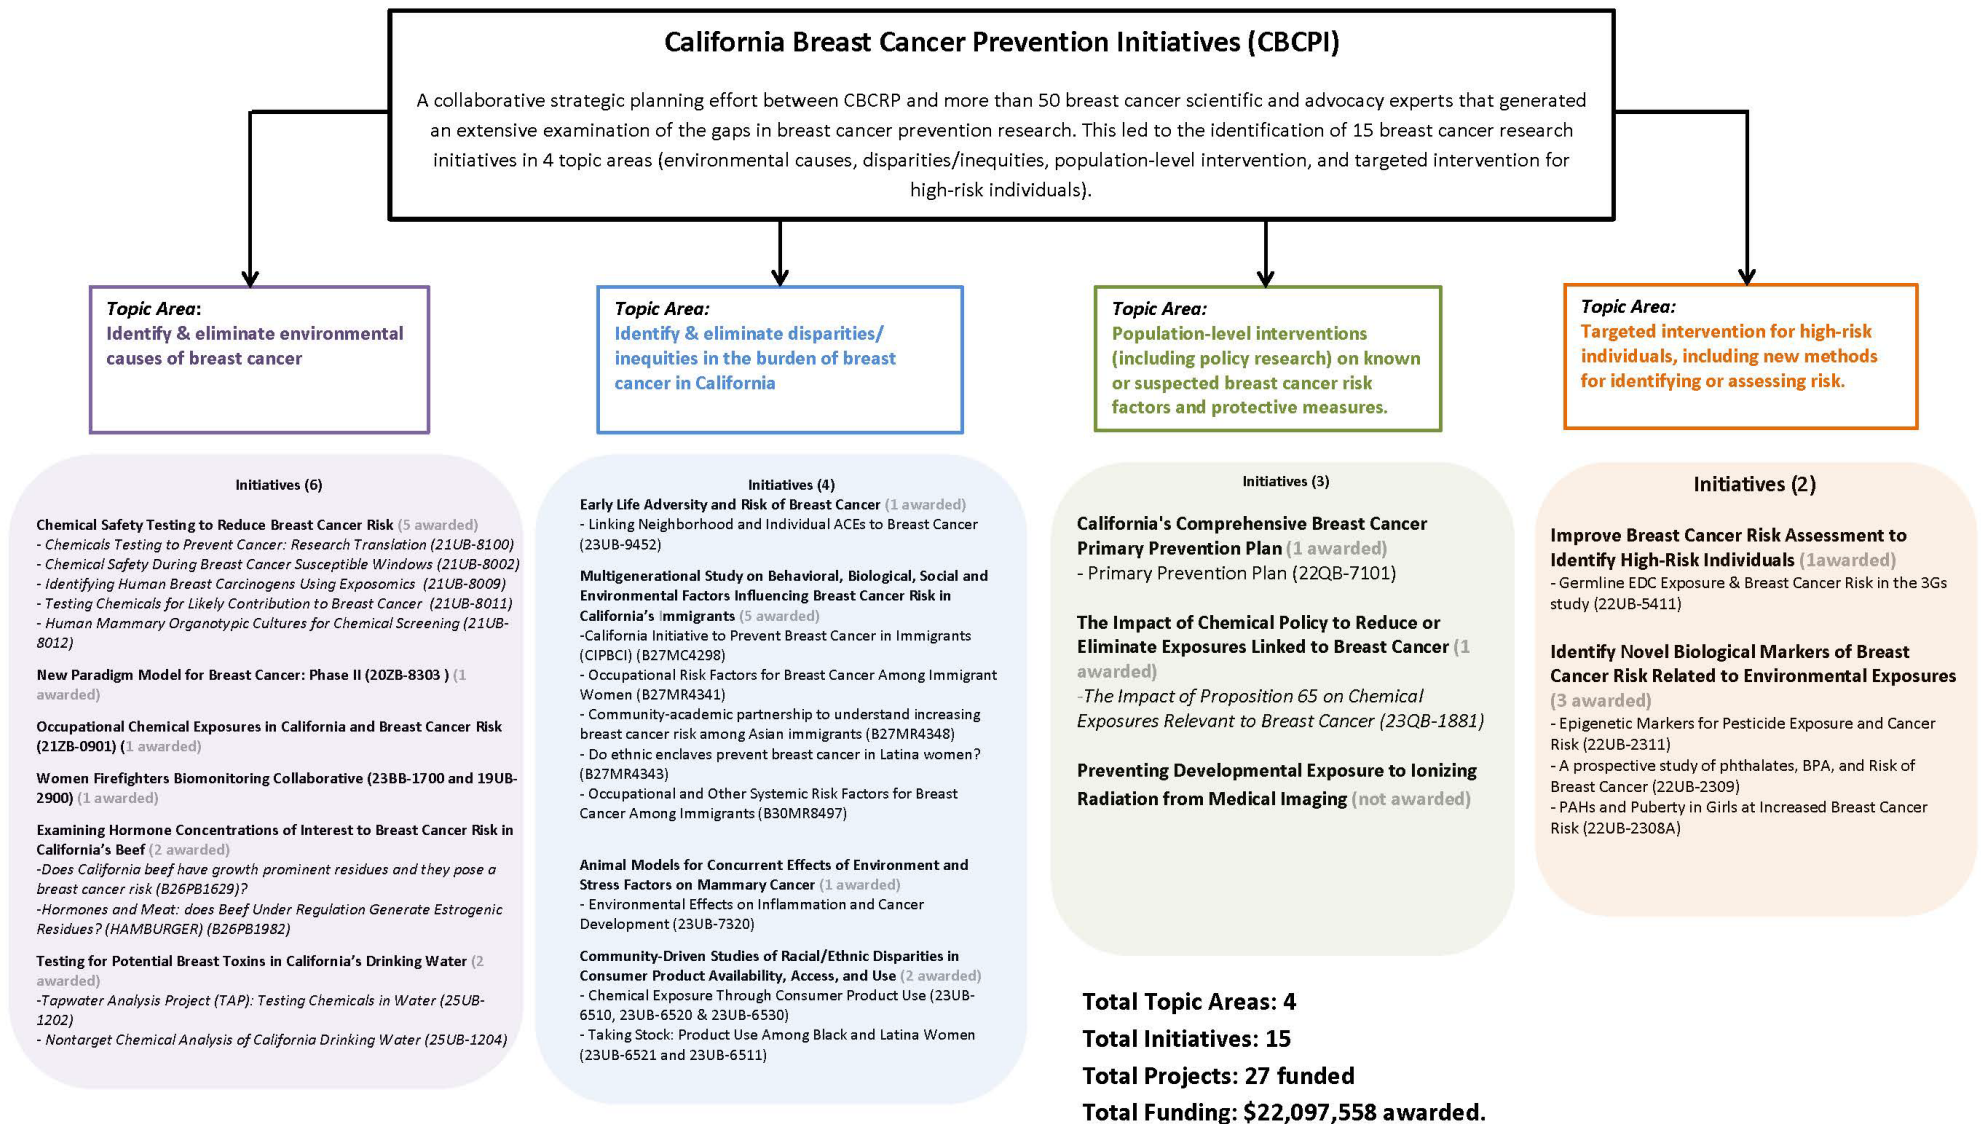 California Breast Cancer Prevention Initiatives (CBCPI)
A collaborative strategic planning effort between CBCRP and more than 50 breast cancer scientific and advocacy experts that generated
an extensive examination of the gaps in breast cancer prevention research. This led to the identification of 15 breast cancer research
initiatives in 4 topic areas (environmental causes, disparities/inequities, population-level intervention, and targeted intervention for
high-risk individuals).
Topic Area:
Identify & eliminate environmental
causes of breast cancer
Initiatives (6)
Chemical Safety Testing to Reduce Breast Cancer Risk (5 awarded)
- Chemicals Testing to Prevent Cancer: Research Translation (21UB-8100)
- Chemical Safety During Breast Cancer Susceptible Windows (21UB-8002)
- Identifying Human Breast Carcinogens Using Exposomics (21UB-8009)
- Testing Chemicals for Likely Contribution to Breast Cancer (21UB-8011)
- Human Mammary Organotypic Cultures for Chemical Screening (21UB-
8012)
New Paradigm Model for Breast Cancer: Phase II (20ZB-8303 ) (1
awarded)
Occupational Chemical Exposures in California and Breast Cancer Risk
(21ZB-0901) (1 awarded)
Women Firefighters Biomonitoring Collaborative (23BB-1700 and 19UB-
2900) (1 awarded)
Examining Hormone Concentrations of Interest to Breast Cancer Risk in
California's Beef (2 awarded)
-Does California beef have growth prominent residues and they pose a
breast cancer risk (B26PB1629)?
-Hormones and Meat: does Beef Under Regulation Generate Estrogenic
Residues? (HAMBURGER) (B26PB1982)
Testing for Potential Breast Toxins in California's Drinking Water (2
awarded)
-Tapwater Analysis Project (TAP): Testing Chemicals in Water (25UB-
1202)
- Nontarget Chemical Analysis of California Drinking Water (25UB-1204)
Topic Area:
Identify & eliminate disparities/
inequities in the burden of breast
cancer in California
Initiatives (4)
Early Life Adversity and Risk of Breast Cancer (1 awarded)
- Linking Neighborhood and Individual ACEs to Breast Cancer
(23UB-9452)
Multigenerational Study on Behavioral, Biological, Social and
Environmental Factors Influencing Breast Cancer Risk in
California's Immigrants (5 awarded)
-California Initiative to Prevent Breast Cancer in Immigrants
(CIPBCI) (B27MC4298)
- Occupational Risk Factors for Breast Cancer Among Immigrant
Women (B27MR4341)
- Community-academic partnership to understand increasing
breast cancer risk among Asian immigrants (B27MR4348)
- Do ethnic enclaves prevent breast cancer in Latina women?
(B27MR4343)
- Occupational and Other Systemic Risk Factors for Breast
Cancer Among Immigrants (B30MR8497)
Animal Models for Concurrent Effects of Environment and
Stress Factors on Mammary Cancer (1 awarded)
- Environmental Effects on Inflammation and Cancer
Development (23UB-7320)
Community-Driven Studies of Racial/Ethnic Disparities in
Consumer Product Availability, Access, and Use (2 awarded)
- Chemical Exposure Through Consumer Product Use (23UB-
6510, 23UB-6520 & 23UB-6530)
- Taking Stock: Product Use Among Black and Latina Women
(23UB-6521 and 23UB-6511)
Topic Area:
Population-level interventions
(including policy research) on known
or suspected breast cancer risk
factors and protective measures.
Initiatives (3)
California's Comprehensive Breast Cancer
Primary Prevention Plan (1 awarded)
- Primary Prevention Plan (22QB-7101)
The Impact of Chemical Policy to Reduce or
Eliminate Exposures Linked to Breast Cancer (1
awarded)
-The Impact of Proposition 65 on Chemical
Exposures Relevant to Breast Cancer (23QB-1881)
Preventing Developmental Exposure to Ionizing
Radiation from Medical Imaging (not awarded)
Topic Area:
Targeted intervention for high-risk
individuals, including new methods
for identifying or assessing risk.
Initiatives (2)
Improve Breast Cancer Risk Assessment to
Identify High-Risk Individuals (1awarded)
- Germline EDC Exposure & Breast Cancer Risk in the 3Gs
study (22UB-5411)
Identify Novel Biological Markers of Breast
Cancer Risk Related to Environmental Exposures
(3 awarded)
- Epigenetic Markers for Pesticide Exposure and Cancer
Risk (22UB-2311)
- A prospective study of phthalates, BPA, and Risk of
Breast Cancer (22UB-2309)
- PAHs and Puberty in Girls at Increased Breast Cancer
Risk (22UB-2308A)
Total Topic Areas: 4
Total Initiatives: 15
Total Projects: 27 funded
Total Funding: $22,097,558 awarded.